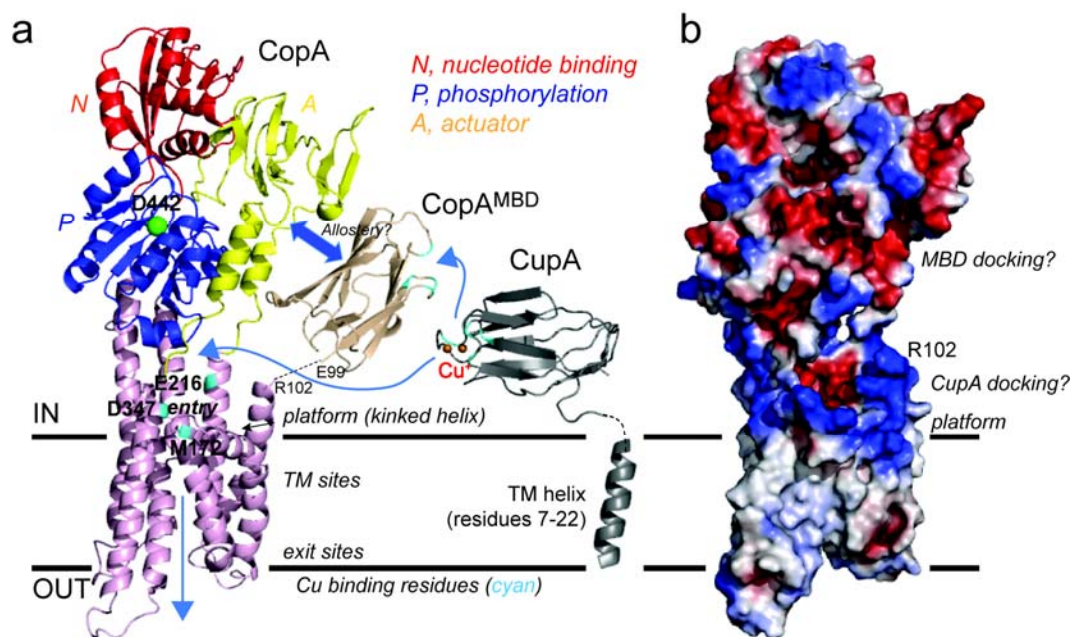 a
CopA
N, nucleotide binding
P, phosphorylation
A, actuator
N
A
D442
P
Allostery?
CopAMBD
CupA
Cu+
E99
R102
E216
D347 entry
M172
IN
platform (kinked helix)
TM sites
TM helix
(residues 7-22)
exit sites
OUT
Cu binding residues (cyan)
b
MBD docking?
R102
CupA docking?
platform